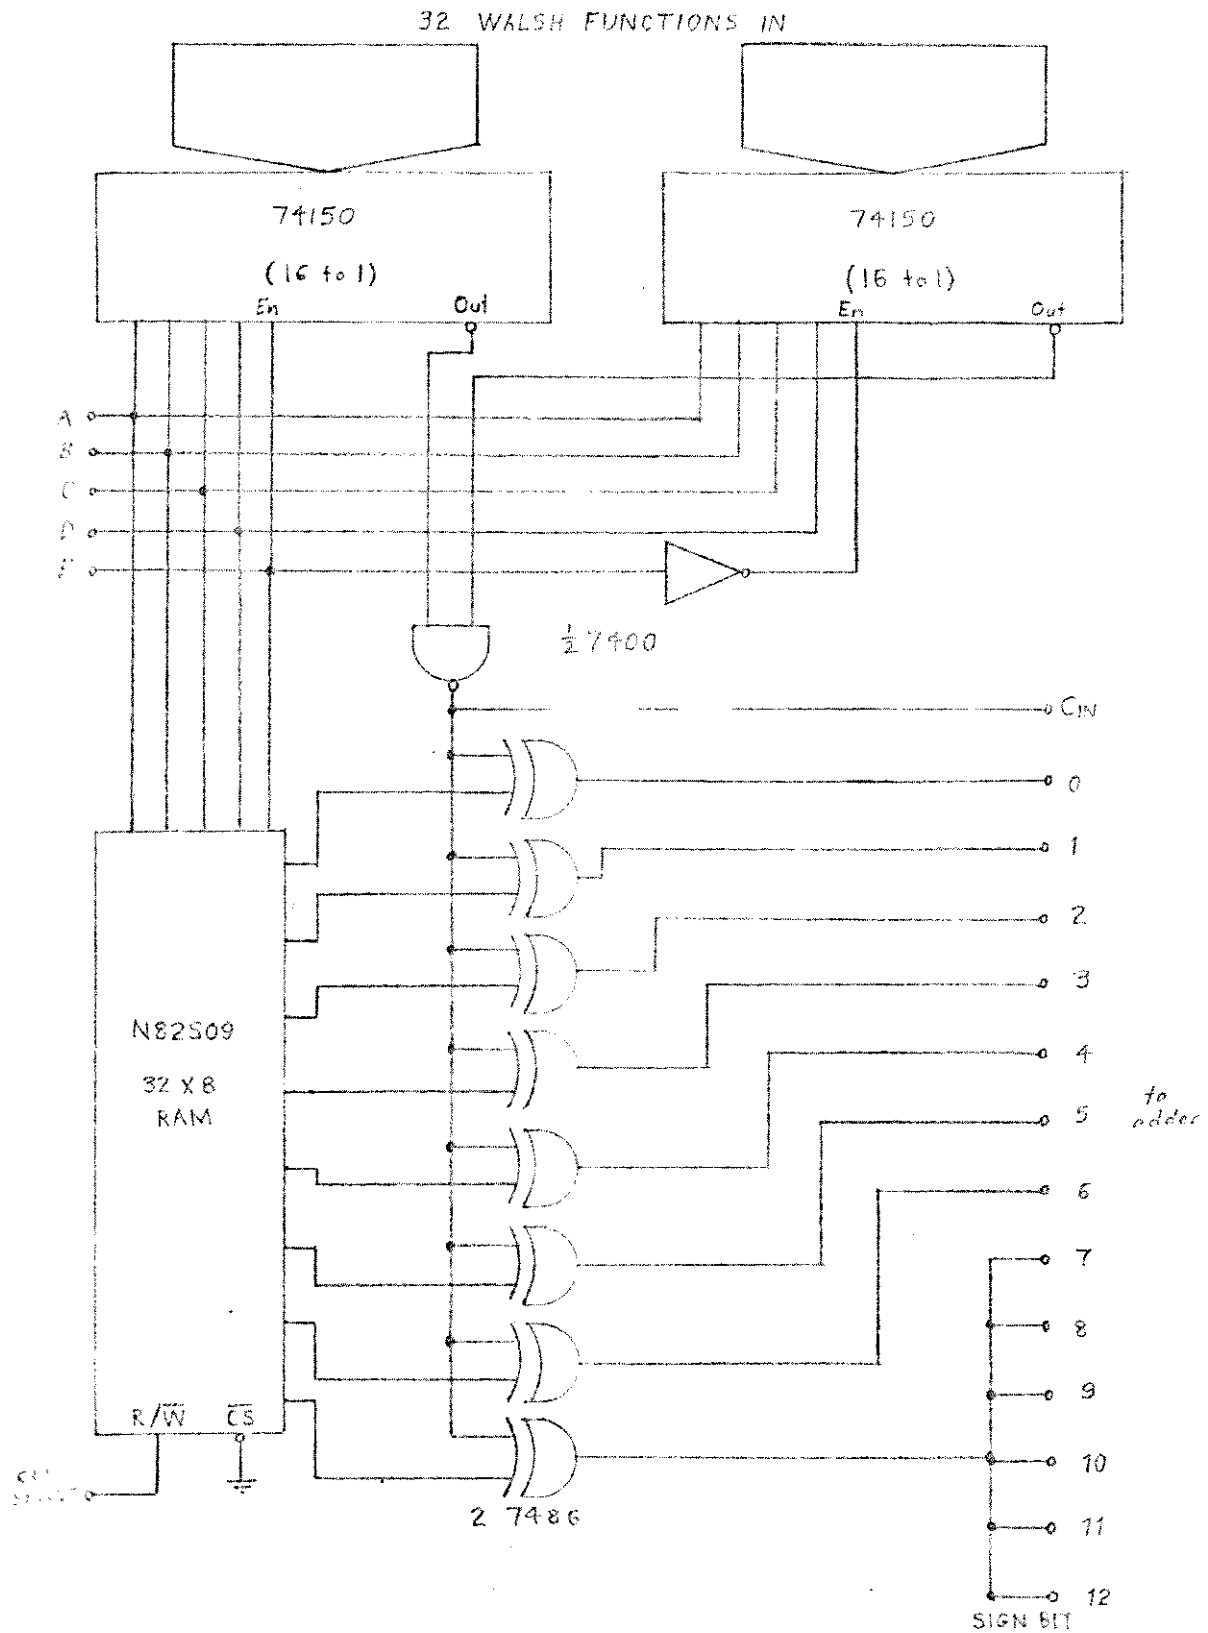 32 WALSH FUNCTIONS IN
74150
(16 to 1)
En
Out
74150
(16 to 1)
En
Out
A
B
C
D
E
½ 7400
CIN
0
1
2
3
4
5
to
adder
6
7
8
9
10
11
12
SIGN BIT
N82S09
32 X 8
RAM
R/W̅
C̅S̅
2 7486